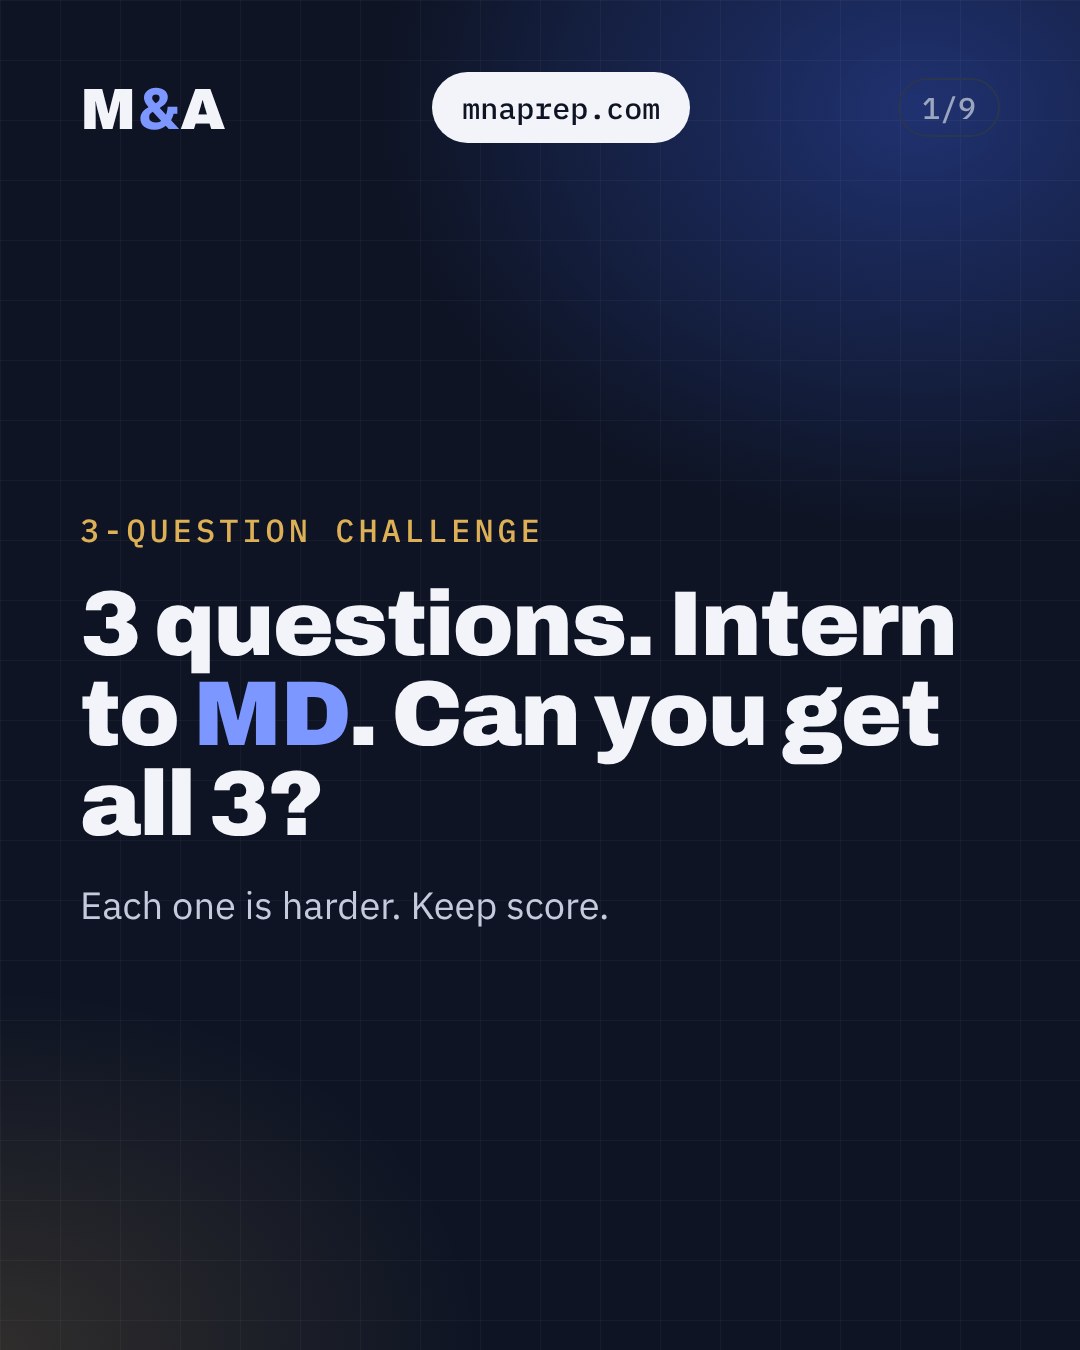 M&A
mnaprep.com
1/9
3-QUESTION CHALLENGE
3 questions. Intern
to MD. Can you get
all 3?
Each one is harder. Keep score.